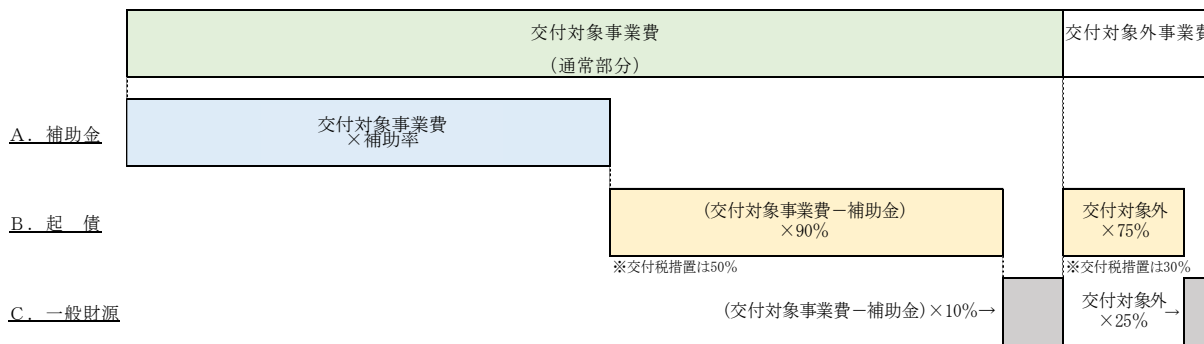 交付対象事業費
(通常部分)
交付対象外事業費
A．補助金
交付対象事業費
×補助率
B．起　債
(交付対象事業費－補助金)
×90%
交付対象外
×75%
※交付税措置は50%
※交付税措置は30%
C．一般財源
(交付対象事業費－補助金)×10%→
交付対象外
×25%
→